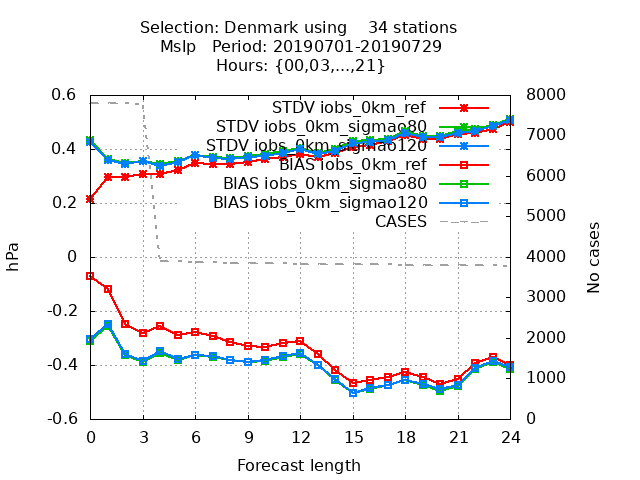 Selection: Denmark using    34 stations
Mslp   Period: 20190701-20190729
Hours: {00,03,...,21}
0.6
0.4
0.2
0
-0.2
-0.4
-0.6
hPa
8000
7000
6000
5000
4000
3000
2000
1000
0
No cases
STDV iobs_0km_ref
STDV iobs_0km_sigmao80
STDV iobs_0km_sigmao120
BIAS iobs_0km_ref
BIAS iobs_0km_sigmao80
BIAS iobs_0km_sigmao120
CASES
0 3 6 9 12 15 18 21 24
Forecast length